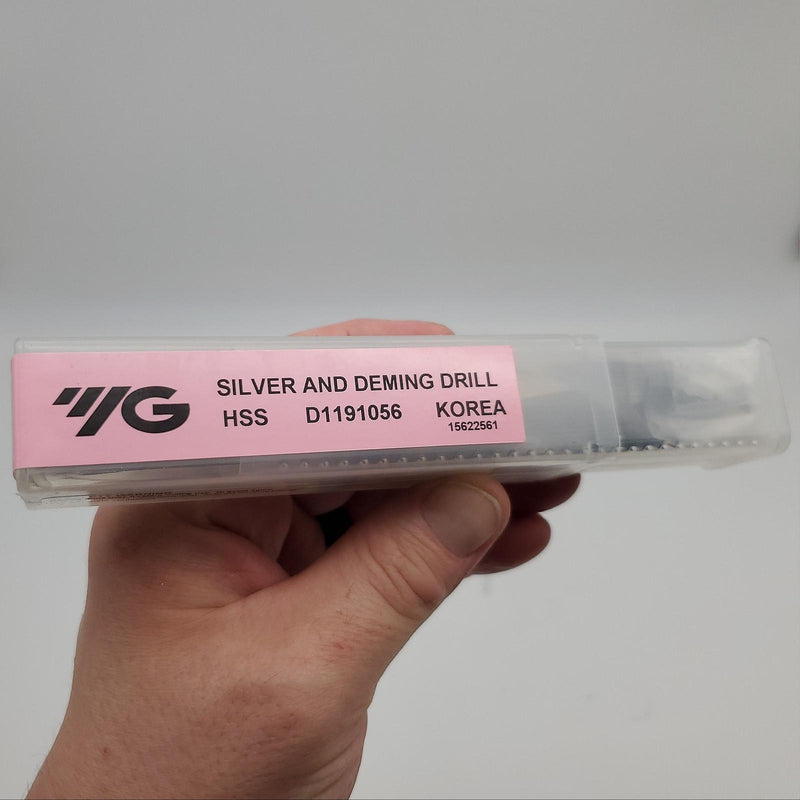 YG
SILVER AND DEMING DRILL
HSS D1191056 KOREA
15622561